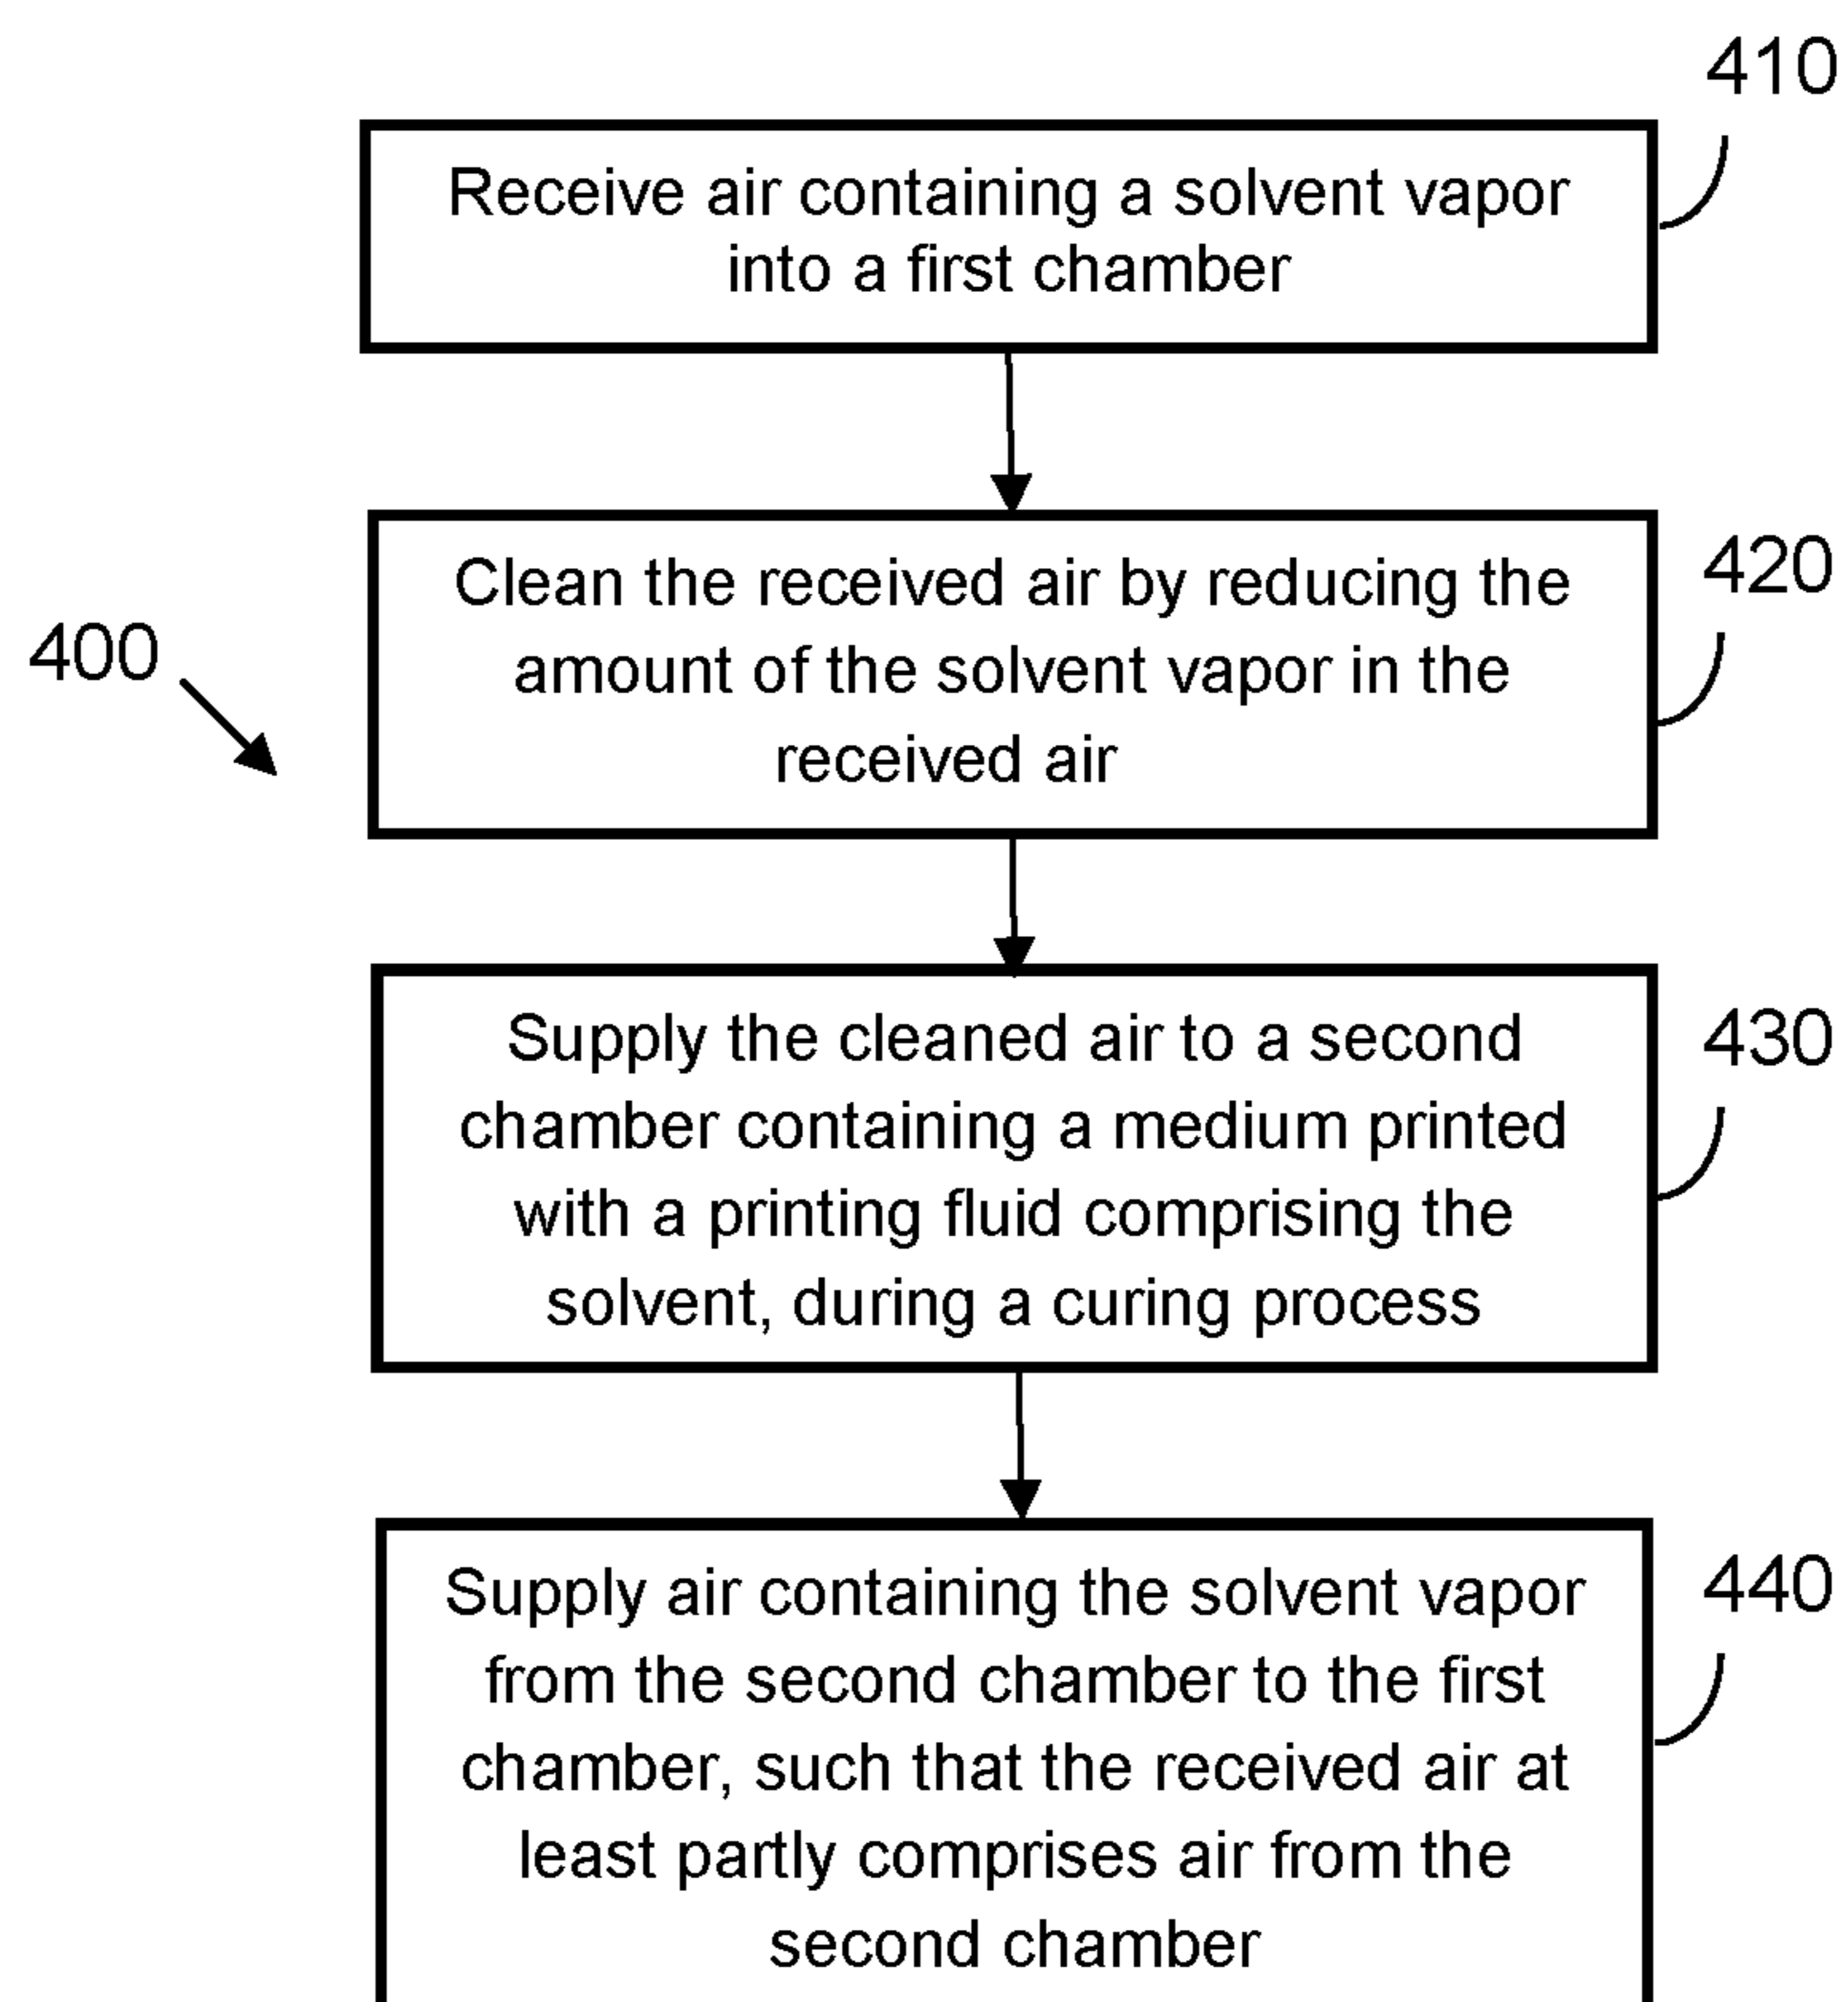 410
Receive air containing a solvent vapor
into a first chamber
420
Clean the received air by reducing the
amount of the solvent vapor in the
received air
400
430
Supply the cleaned air to a second
chamber containing a medium printed
with a printing fluid comprising the
solvent, during a curing process
440
Supply air containing the solvent vapor
from the second chamber to the first
chamber, such that the received air at
least partly comprises air from the
second chamber